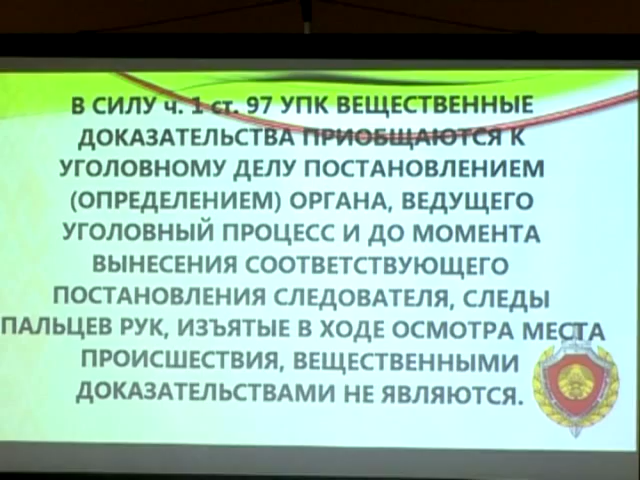 В СИЛУ ч. 1 ст. 97 УПК ВЕЩЕСТВЕННЫЕ
ДОКАЗАТЕЛЬСТВА ПРИОБЩАЮТСЯ К
УГОЛОВНОМУ ДЕЛУ ПОСТАНОВЛЕНИЕМ
(ОПРЕДЕЛЕНИЕМ) ОРГАНА, ВЕДУЩЕГО
УГОЛОВНЫЙ ПРОЦЕСС И ДО МОМЕНТА
ВЫНЕСЕНИЯ СООТВЕТСТВУЮЩЕГО
ПОСТАНОВЛЕНИЯ СЛЕДОВАТЕЛЯ, СЛЕДЫ
ПАЛЬЦЕВ РУК, ИЗЪЯТЫЕ В ХОДЕ ОСМОТРА МЕСТА
ПРОИСШЕСТВИЯ, ВЕЩЕСТВЕННЫМИ
ДОКАЗАТЕЛЬСТВАМИ НЕ ЯВЛЯЮТСЯ.